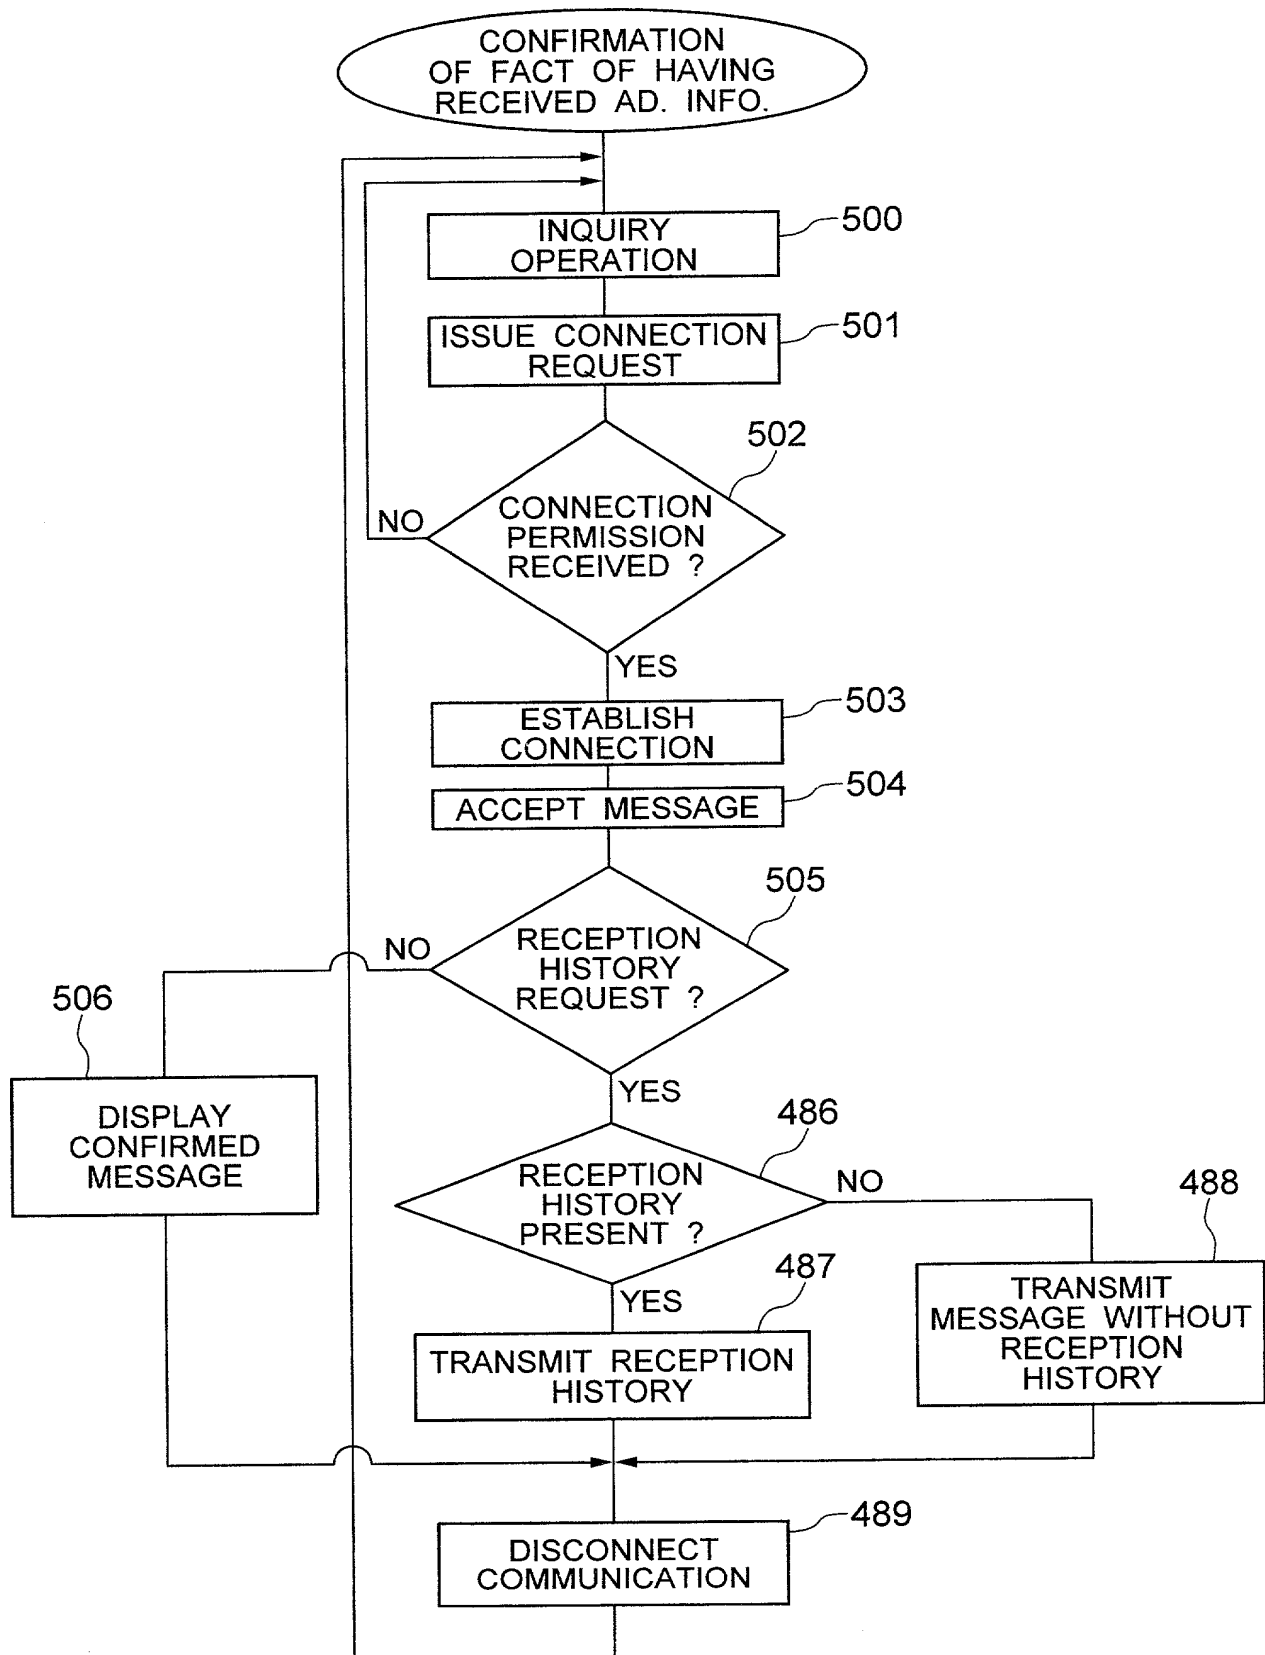 CONFIRMATION
OF FACT OF HAVING
RECEIVED AD. INFO.
INQUIRY
OPERATION
500
ISSUE CONNECTION
REQUEST
501
502
CONNECTION
PERMISSION
RECEIVED ?
NO
YES
ESTABLISH
CONNECTION
503
ACCEPT MESSAGE
504
505
RECEPTION
HISTORY
REQUEST ?
NO
YES
506
DISPLAY
CONFIRMED
MESSAGE
486
RECEPTION
HISTORY
PRESENT ?
NO
YES
488
TRANSMIT
MESSAGE WITHOUT
RECEPTION
HISTORY
487
TRANSMIT RECEPTION
HISTORY
489
DISCONNECT
COMMUNICATION